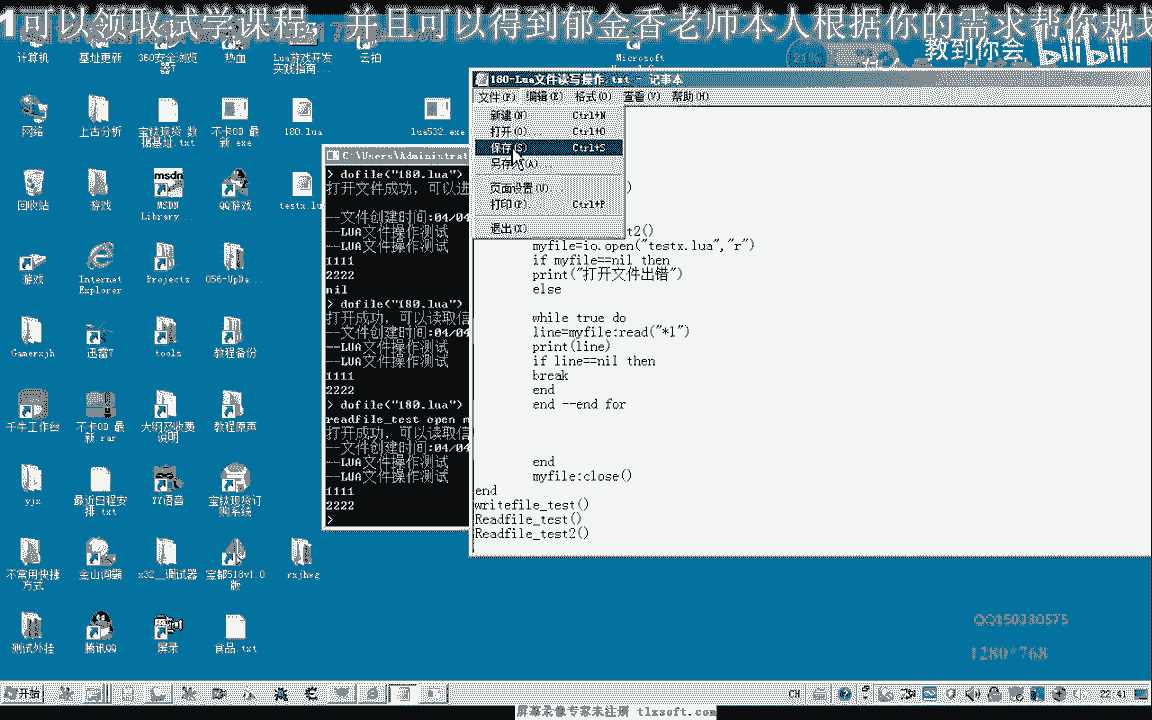 1可以领取试学课程, 并且可以得到郁金香老师本人根据你的需求帮你规划
教到你会 bilibili
计算机
基址更新
360安全浏览器7
热血
Lua游戏开发实践指南...
云拍
Microsoft
网络
上古分析
宝钛现货 数据基址.txt
不卡OD 最新.exe
180.lua
lua532.exe
回收站
游戏
MSDN Library...
QQ游戏
testx.lu
游戏
Internet Explorer
Projects
056-UpDa...
Gamerxjh
迅雷7
tools
教程备份
千牛工作台
不卡OD 最新.rar
大纲及收费说明
教程原声
yjx
最近日程安排.txt
YY语音
宝钛现货订购系统
不常用快捷方式
金山词霸
x32__调试器
宝都518v1.0版
rxjhwg
测试外挂
腾讯QQ
屏录
食品.txt
C:\Users\Administrat
> dofile("180.lua")
打开文件成功，可以进
--文件创建时间:04/04
--LUA文件操作测试
--LUA文件操作测试
1111
2222
nil
> dofile("180.lua")
打开成功，可以读取信
--文件创建时间:04/04
--LUA文件操作测试
--LUA文件操作测试
1111
2222
> dofile("180.lua")
readfile_test open m
打开成功，可以读取信
--文件创建时间:04/04
--LUA文件操作测试
--LUA文件操作测试
1111
2222
>
180-Lua文件读写操作.txt - 记事本
文件(F) 编辑(E) 格式(O) 查看(V) 帮助(H)
新建(N) Ctrl+N
打开(O)... Ctrl+O
保存(S) Ctrl+S
另存为(A)...
页面设置(U)...
打印(P)... Ctrl+P
退出(X)
)
t2()
myfile=io.open("testx.lua","r")
if myfile==nil then
print("打开文件出错")
else
while true do
line=myfile:read("*l")
print(line)
if line==nil then
break
end
end --end for
end
myfile:close()
end
writefile_test()
Readfile_test()
Readfile_test2()
QQ150330575
1280*768
开始
CH
22:41
屏幕录像专家未注册 tlxsoft.com